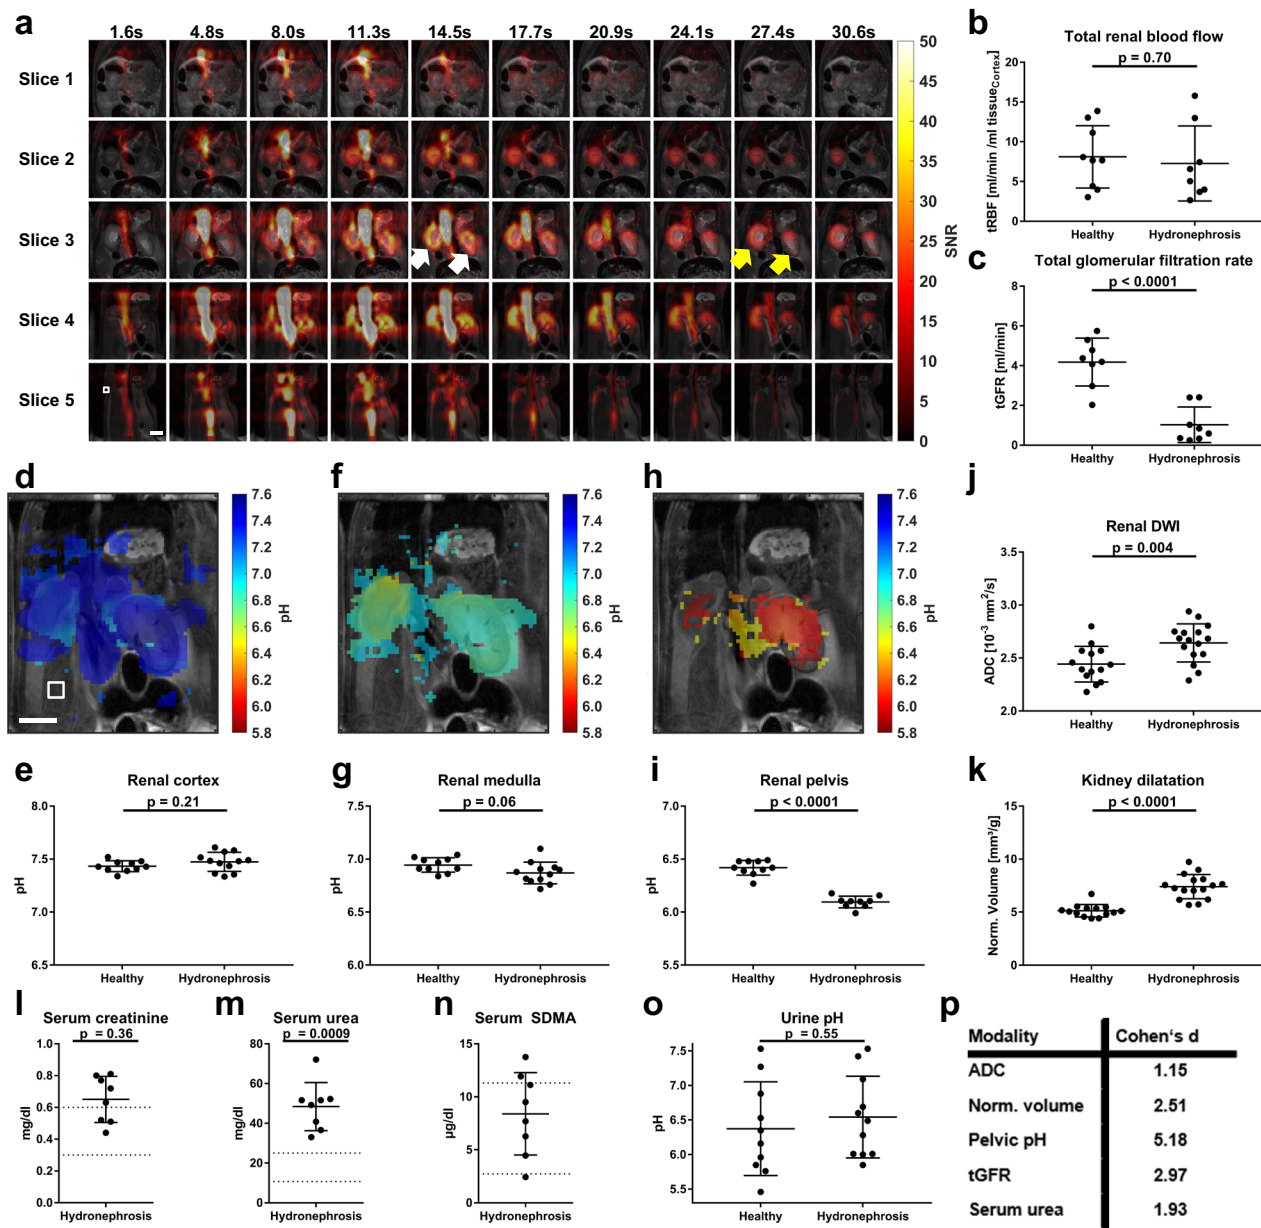 a
1.6s 4.8s 8.0s 11.3s 14.5s 17.7s 20.9s 24.1s 27.4s 30.6s
Slice 1
Slice 2
Slice 3
Slice 4
Slice 5
50
45
40
35
30
25
20
15
10
5
0
SNR
b
Total renal blood flow
p = 0.70
tRBF [ml/min /ml tissueCortex]
20
15
10
5
0
Healthy Hydronephrosis
c
Total glomerular filtration rate
p < 0.0001
tGFR [ml/min]
8
6
4
2
0
Healthy Hydronephrosis
d
7.6
7.4
7.2
7.0
6.8
6.6
6.4
6.2
6.0
5.8
pH
f
7.6
7.4
7.2
7.0
6.8
6.6
6.4
6.2
6.0
5.8
pH
h
7.6
7.4
7.2
7.0
6.8
6.6
6.4
6.2
6.0
5.8
pH
j
Renal DWI
p = 0.004
ADC [10⁻³ mm²/s]
3.5
3.0
2.5
2.0
Healthy Hydronephrosis
e
Renal cortex
p = 0.21
pH
8.0
7.5
7.0
6.5
Healthy Hydronephrosis
g
Renal medulla
p = 0.06
pH
7.5
7.0
6.5
6.0
Healthy Hydronephrosis
i
Renal pelvis
p < 0.0001
pH
7.0
6.5
6.0
5.5
Healthy Hydronephrosis
k
Kidney dilatation
p < 0.0001
Norm. Volume [mm³/g]
15
10
5
0
Healthy Hydronephrosis
l
Serum creatinine
p = 0.36
mg/dl
1.0
0.8
0.6
0.4
0.2
0.0
Hydronephrosis
m
Serum urea
p = 0.0009
mg/dl
80
60
40
20
0
Hydronephrosis
n
Serum SDMA
µg/dl
15
10
5
0
Hydronephrosis
o
Urine pH
p = 0.55
pH
7.5
7.0
6.5
6.0
5.5
Healthy Hydronephrosis
p
Modality Cohen‘s d
ADC 1.15
Norm. volume 2.51
Pelvic pH 5.18
tGFR 2.97
Serum urea 1.93